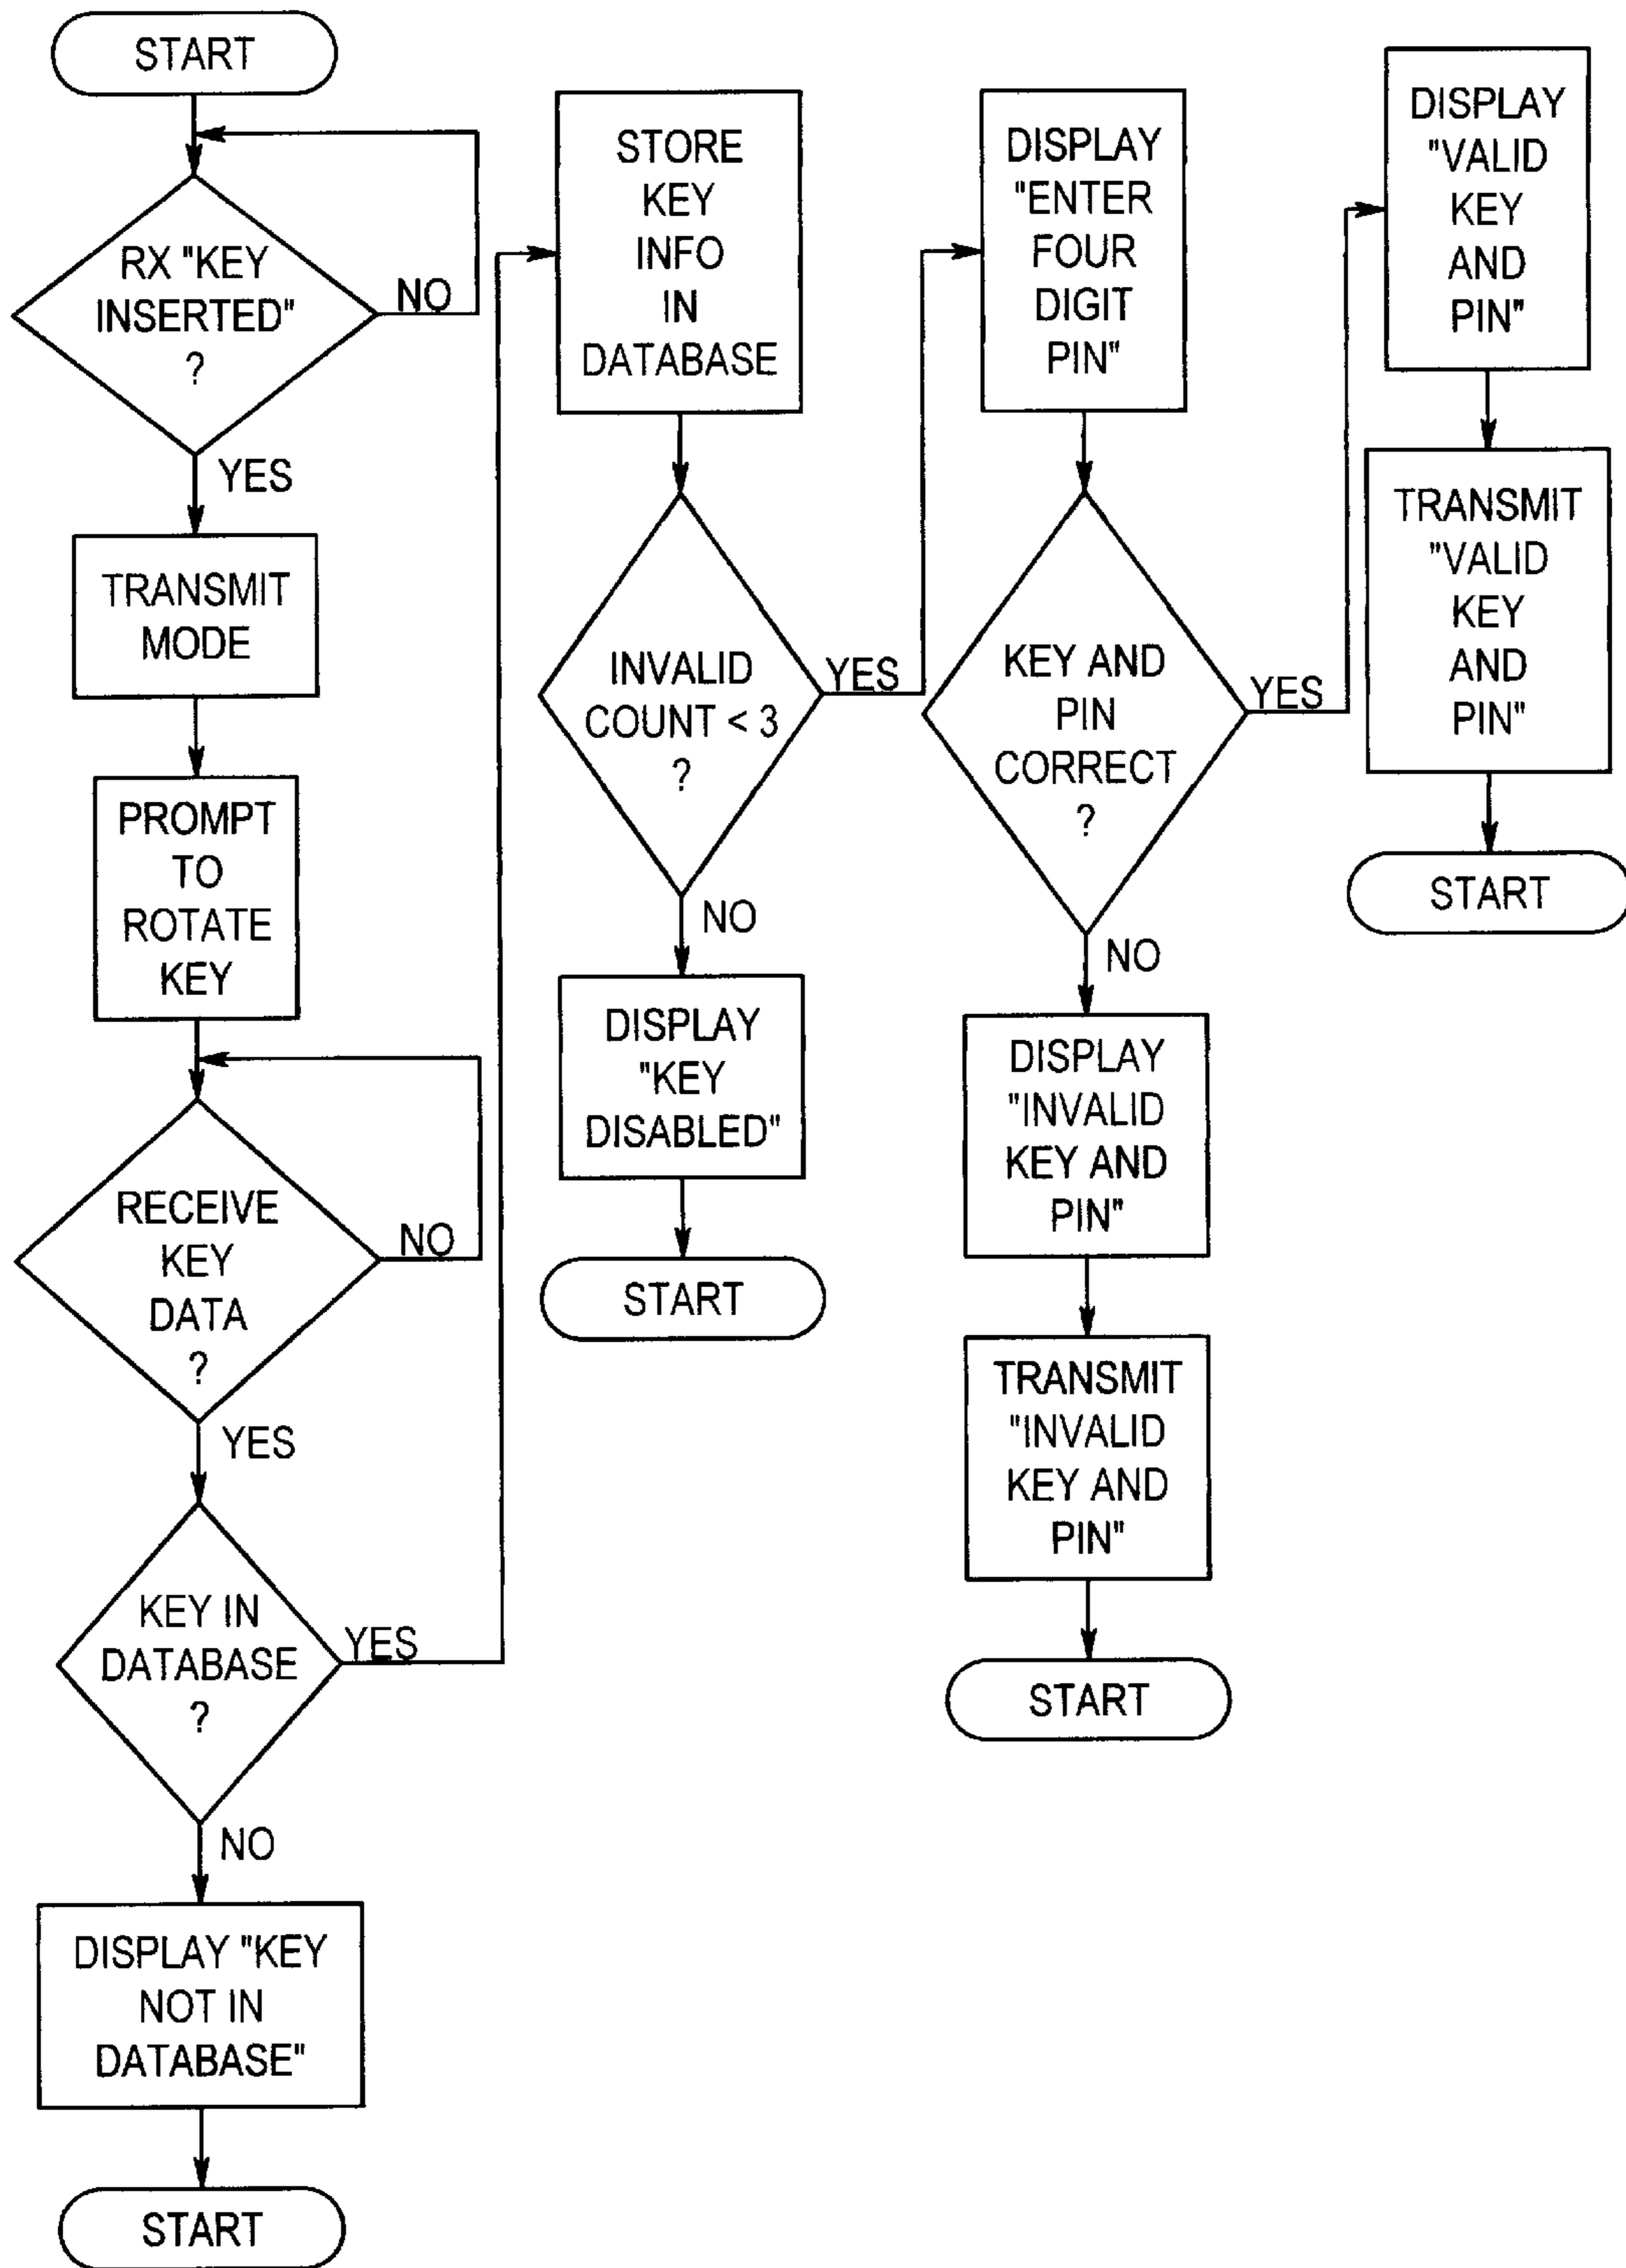 START
RX "KEY
INSERTED"
?
NO
YES
TRANSMIT
MODE
PROMPT
TO
ROTATE
KEY
RECEIVE
KEY
DATA
?
NO
YES
KEY IN
DATABASE
?
YES
NO
DISPLAY "KEY
NOT IN
DATABASE"
START
STORE
KEY
INFO
IN
DATABASE
INVALID
COUNT < 3
?
YES
NO
DISPLAY
"KEY
DISABLED"
START
DISPLAY
"ENTER
FOUR
DIGIT
PIN"
KEY AND
PIN
CORRECT
?
YES
NO
DISPLAY
"INVALID
KEY AND
PIN"
TRANSMIT
"INVALID
KEY AND
PIN"
START
DISPLAY
"VALID
KEY
AND
PIN"
TRANSMIT
"VALID
KEY
AND
PIN"
START